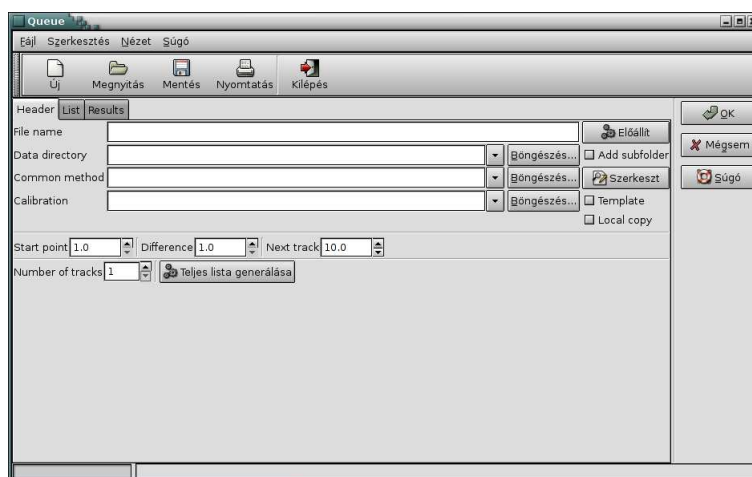 Queue
Fájl Szerkesztés Nézet Súgó
Új Megnyitás Mentés Nyomtatás Kilépés
Header List Results
File name Előállít
Data directory Böngészés... Add subfolder
Common method Böngészés... Szerkeszt
Calibration Böngészés... Template
Local copy
Start point 1.0 Difference 1.0 Next track 10.0
Number of tracks 1 Teljes lista generálása
OK
Mégsem
Súgó